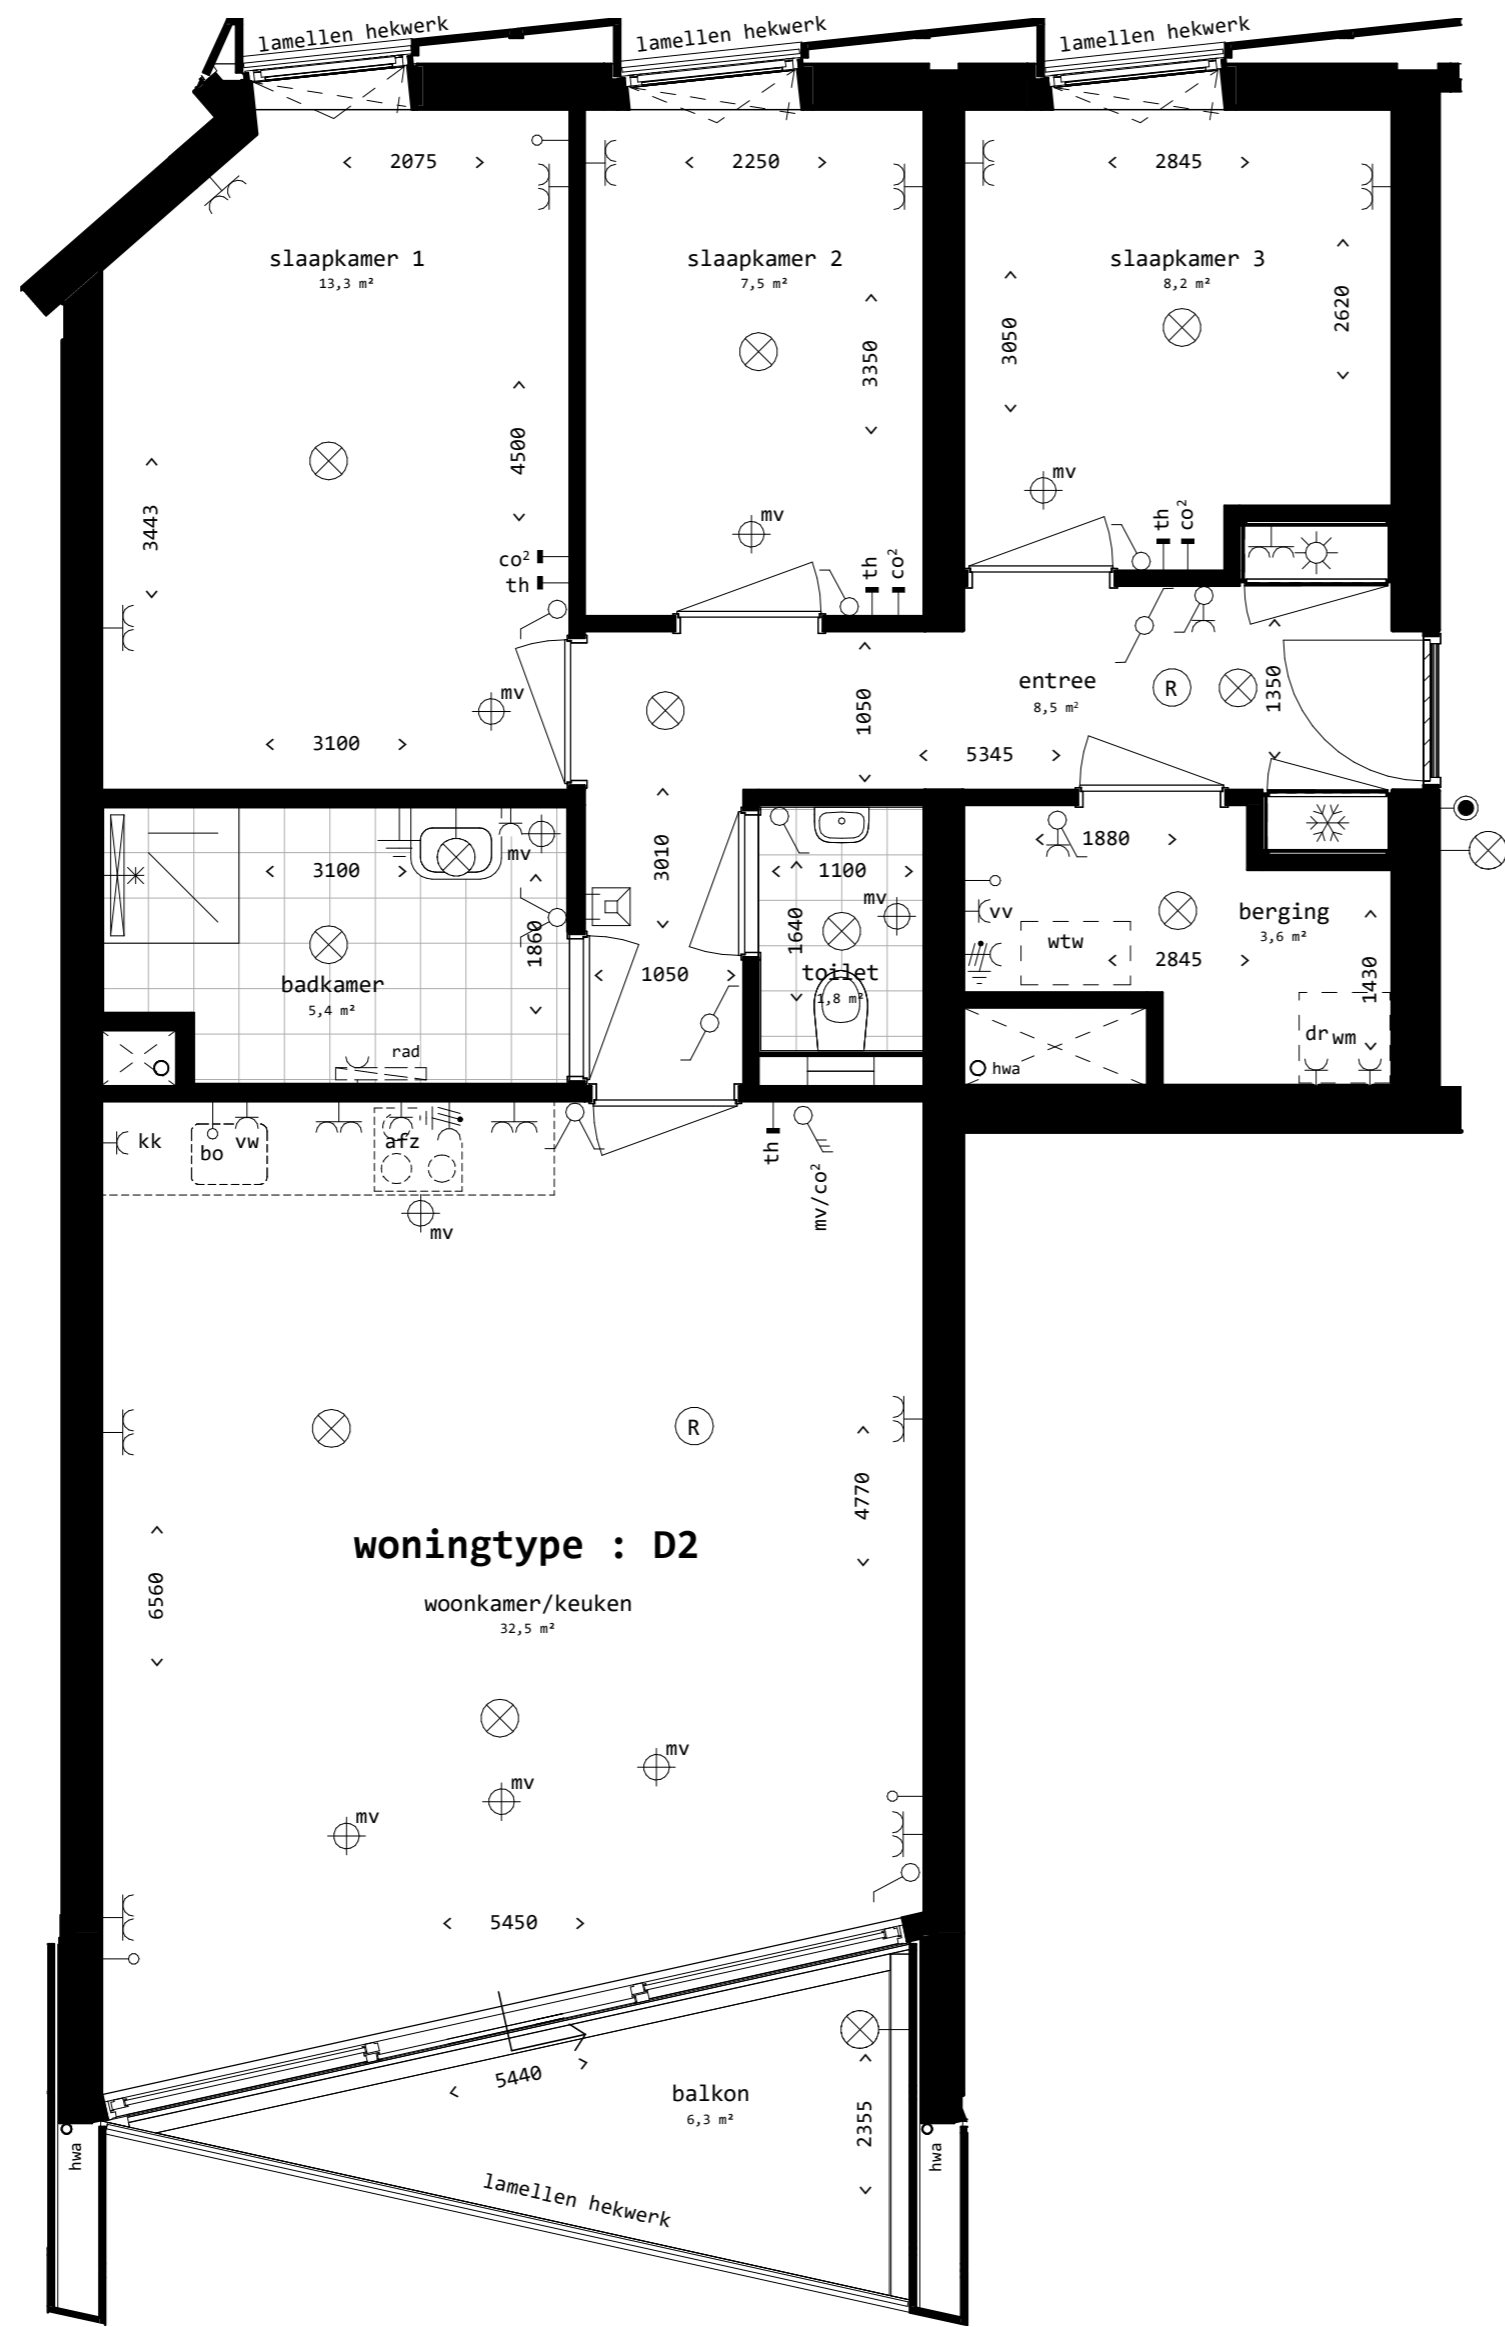 lamellen hekwerk
lamellen hekwerk
lamellen hekwerk
2075
2250
2845
slaapkamer 1
13,3 m²
slaapkamer 2
7,5 m²
slaapkamer 3
8,2 m²
2620
3050
3350
4500
3443
mv
mv
th
co²
th
co²
co²
th
mv
entree
8,5 m²
R
1350
1050
3100
5345
3100
mv
1860
3010
1100
mv
1640
1880
vv
wtw
berging
3,6 m²
2845
1430
badkamer
5,4 m²
1050
toilet
1,8 m²
dr
wm
rad
hwa
kk
bo
vw
afz
th
mv/co²
mv
R
4770
woningtype : D2
6560
woonkamer/keuken
32,5 m²
mv
mv
mv
5450
5440
balkon
6,3 m²
2355
hwa
hwa
lamellen hekwerk